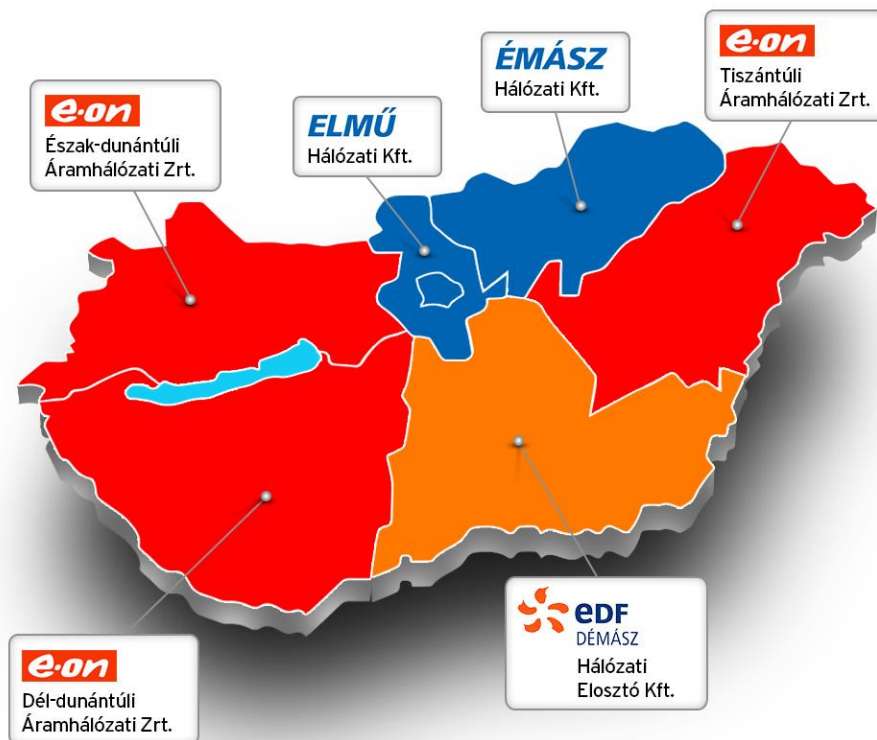 e·on
Észak-dunántúli
Áramhálózati Zrt.
ELMŰ
Hálózati Kft.
ÉMÁSZ
Hálózati Kft.
e·on
Tiszántúli
Áramhálózati Zrt.
e·on
Dél-dunántúli
Áramhálózati Zrt.
eDF
DÉMÁSZ
Hálózati
Elosztó Kft.